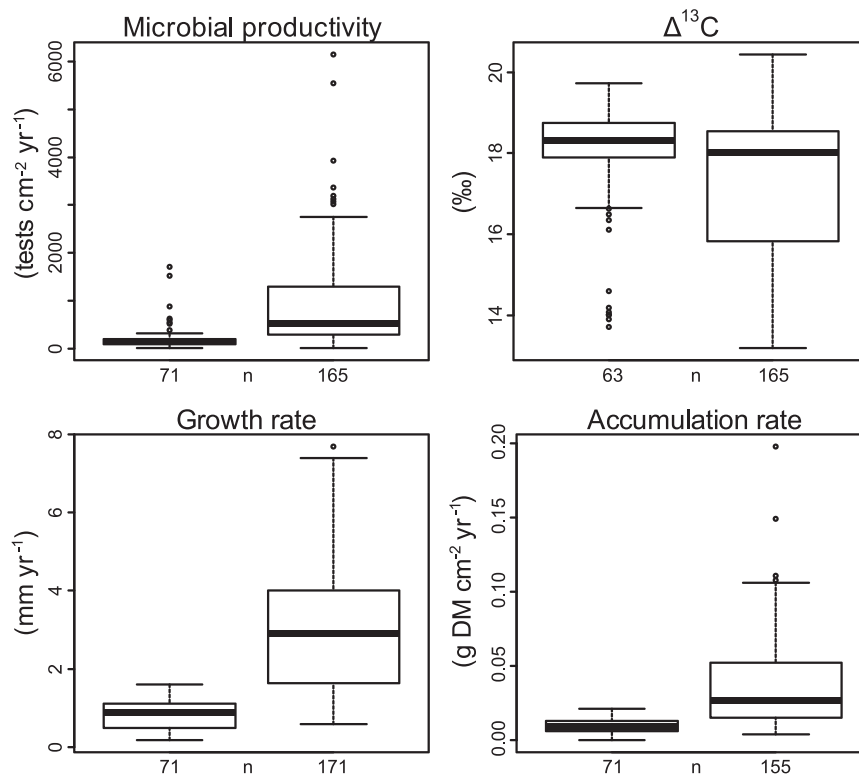 Microbial productivity
(tests cm⁻² yr⁻¹)
6000
4000
2000
0
71 n 165
Δ¹³C
(‰)
20
18
16
14
63 n 165
Growth rate
(mm yr⁻¹)
8
6
4
2
0
71 n 171
Accumulation rate
(g DM cm⁻² yr⁻¹)
0.20
0.15
0.10
0.05
0.00
71 n 155